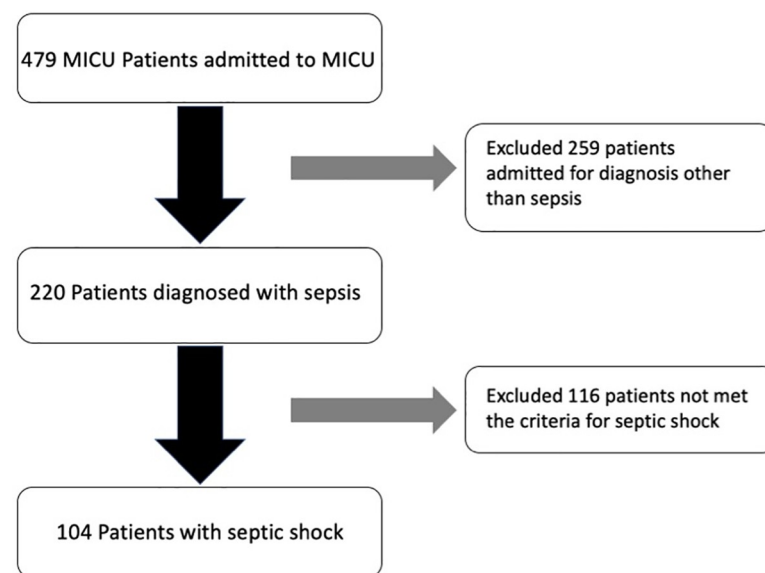 479 MICU Patients admitted to MICU
Excluded 259 patients
admitted for diagnosis other
than sepsis
220 Patients diagnosed with sepsis
Excluded 116 patients not met
the criteria for septic shock
104 Patients with septic shock